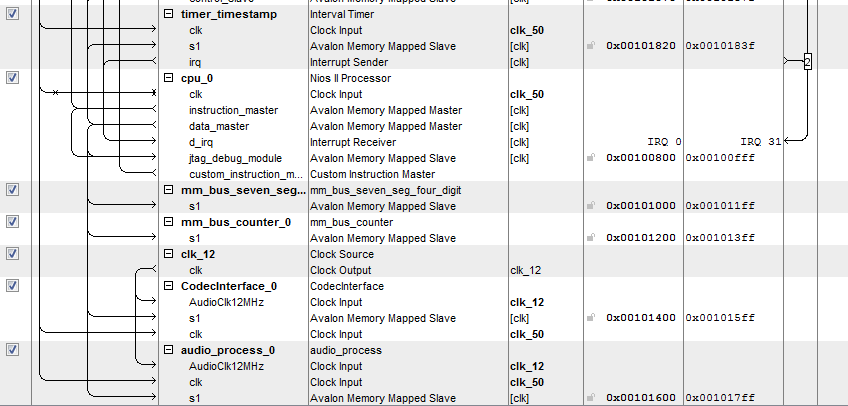 timer_timestamp Interval Timer
clk Clock Input clk_50
s1 Avalon Memory Mapped Slave [clk] 0x00101820 0x0010183f
irq Interrupt Sender [clk] 2
cpu_0 Nios II Processor
clk Clock Input clk_50
instruction_master Avalon Memory Mapped Master [clk]
data_master Avalon Memory Mapped Master [clk]
d_irq Interrupt Receiver [clk] IRQ 0 IRQ 31
jtag_debug_module Avalon Memory Mapped Slave [clk] 0x00100800 0x00100fff
custom_instruction_m... Custom Instruction Master
mm_bus_seven_seg... mm_bus_seven_seg_four_digit
s1 Avalon Memory Mapped Slave 0x00101000 0x001011ff
mm_bus_counter_0 mm_bus_counter
s1 Avalon Memory Mapped Slave 0x00101200 0x001013ff
clk_12 Clock Source
clk Clock Output clk_12
CodecInterface_0 CodecInterface
AudioClk12MHz Clock Input clk_12
s1 Avalon Memory Mapped Slave [clk] 0x00101400 0x001015ff
clk Clock Input clk_50
audio_process_0 audio_process
AudioClk12MHz Clock Input clk_12
clk Clock Input clk_50
s1 Avalon Memory Mapped Slave [clk] 0x00101600 0x001017ff